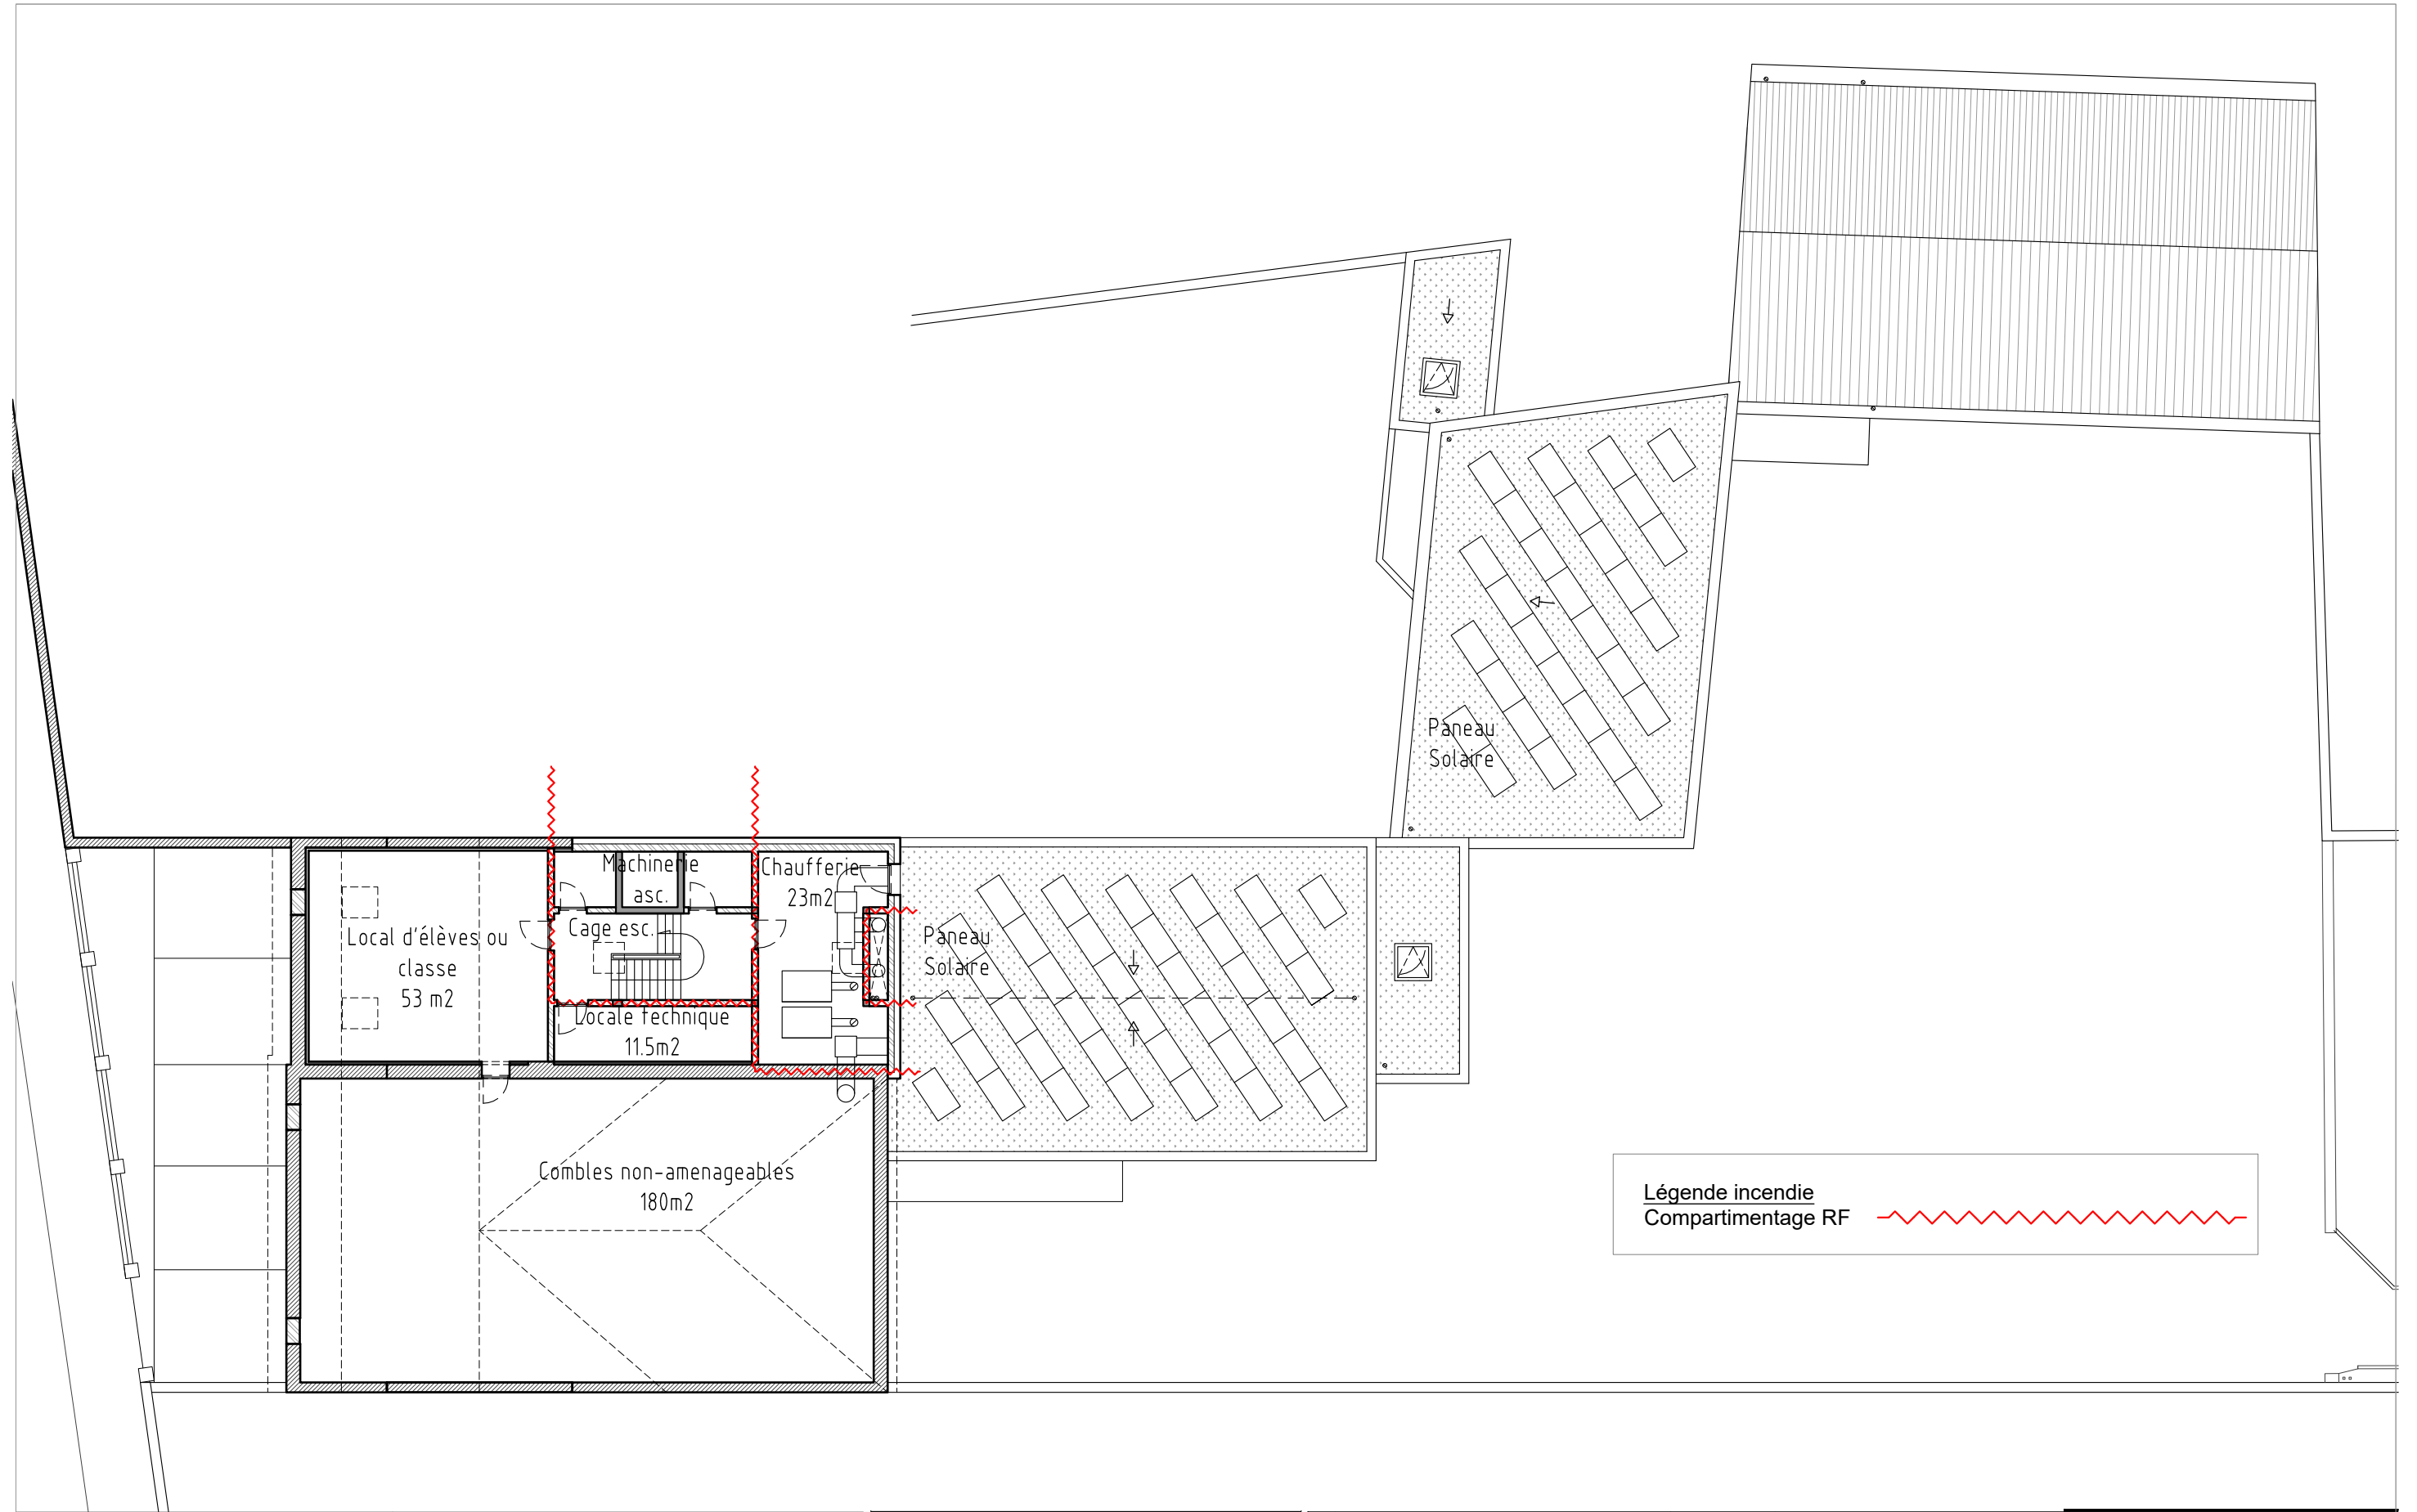 Machinerie
asc.
Chaufferie
23m2
Local d'élèves ou
classe
53 m2
Cage esc.
Locale technique
11.5m2
Combles non-amenageables
180m2
Paneau
Solaire
Paneau
Solaire
Légende incendie
Compartimentage RF